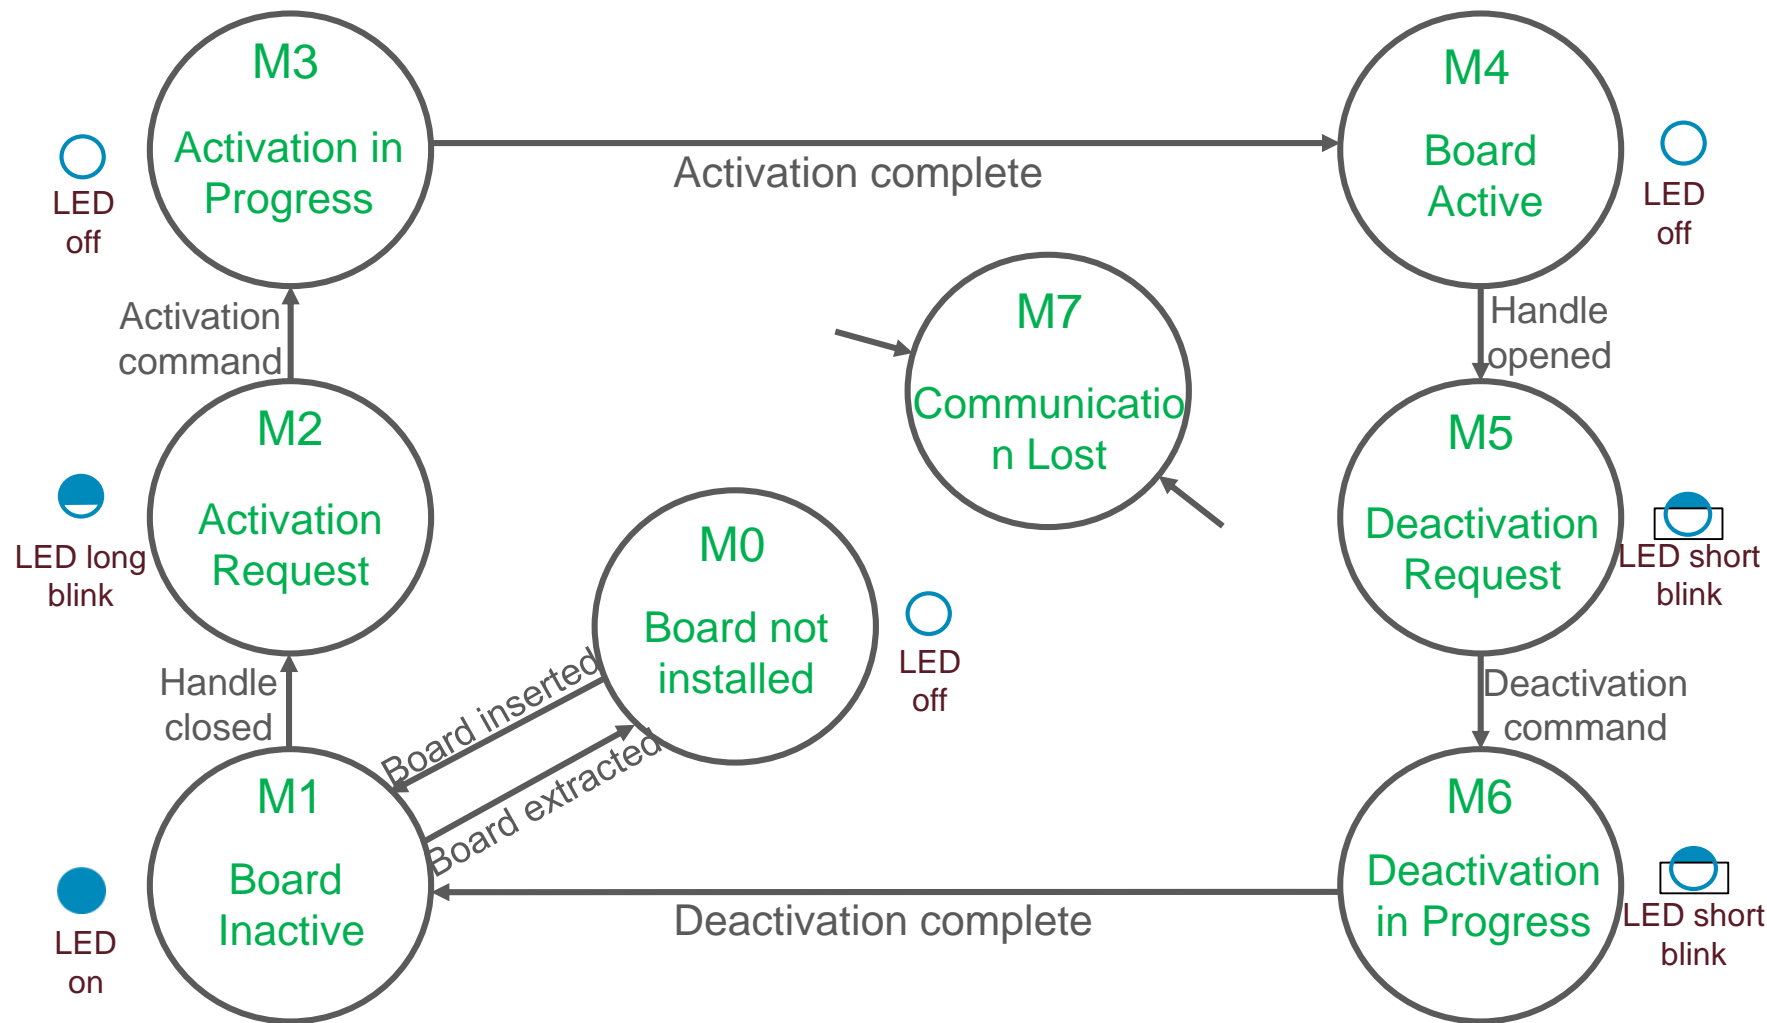 M3
Activation in
Progress
LED
off
Activation complete
M4
Board
Active
LED
off
Activation
command
M7
Communicatio
n Lost
Handle
opened
M2
Activation
Request
LED long
blink
M0
Board not
installed
LED
off
M5
Deactivation
Request
LED short
blink
Handle
closed
Board inserted
Board extracted
Deactivation
command
M1
Board
Inactive
LED
on
Deactivation complete
M6
Deactivation
in Progress
LED short
blink